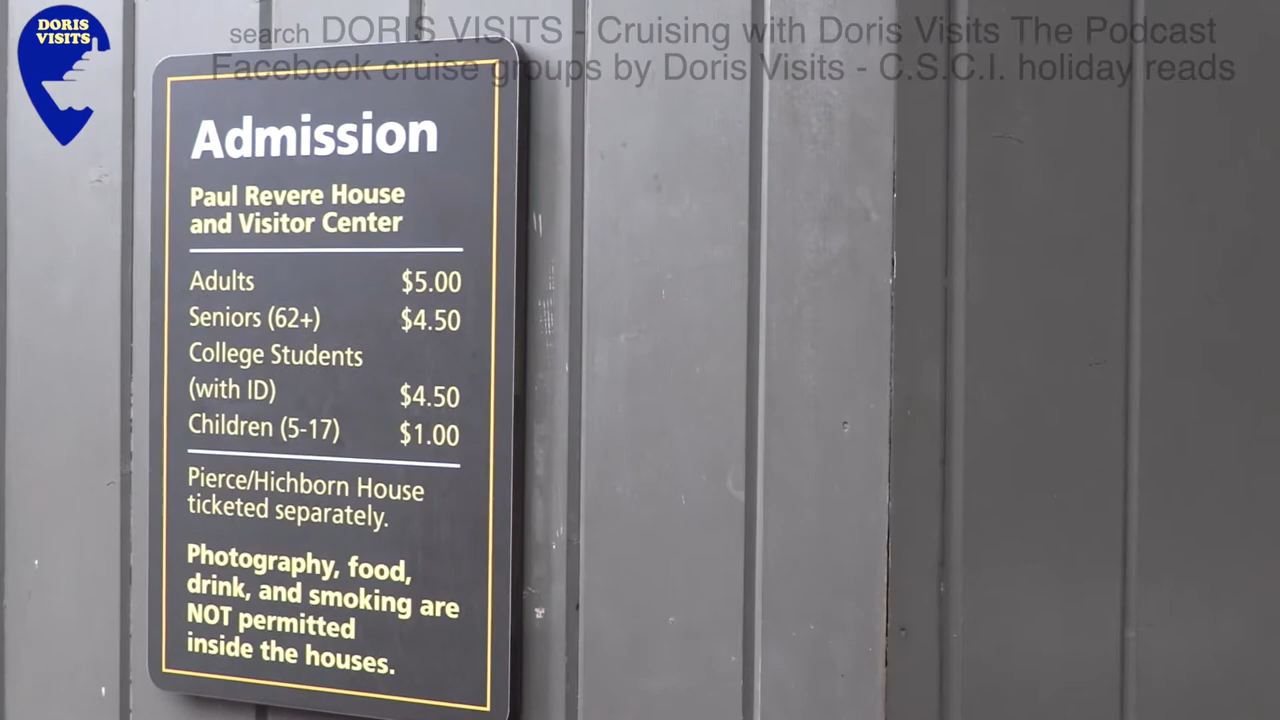 DORIS
VISITS
search DORIS VISITS - Cruising with Doris Visits The Podcast
Facebook cruise groups by Doris Visits - C.S.C.I. holiday reads
Admission
Paul Revere House
and Visitor Center
Adults $5.00
Seniors (62+) $4.50
College Students
(with ID) $4.50
Children (5-17) $1.00
Pierce/Hichborn House
ticketed separately.
Photography, food,
drink, and smoking are
NOT permitted
inside the houses.